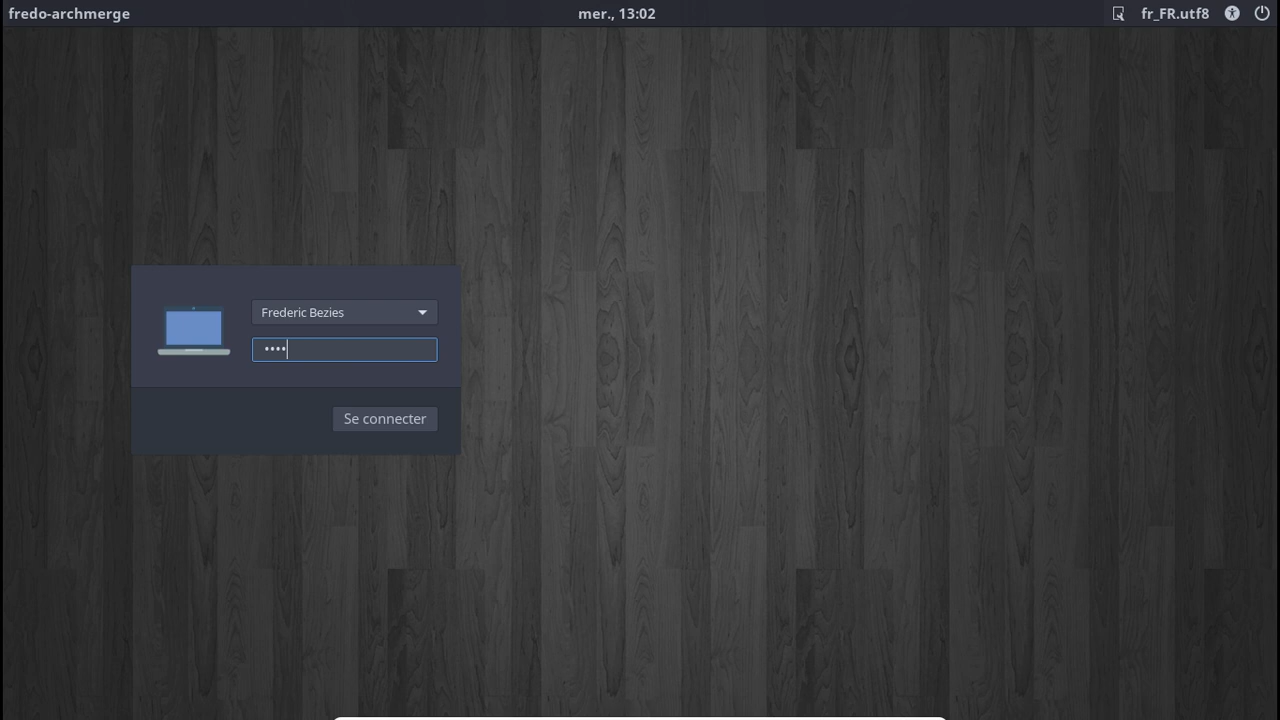 fredo-archmerge
mer., 13:02
fr_FR.utf8
Frederic Bezies
••••
Se connecter